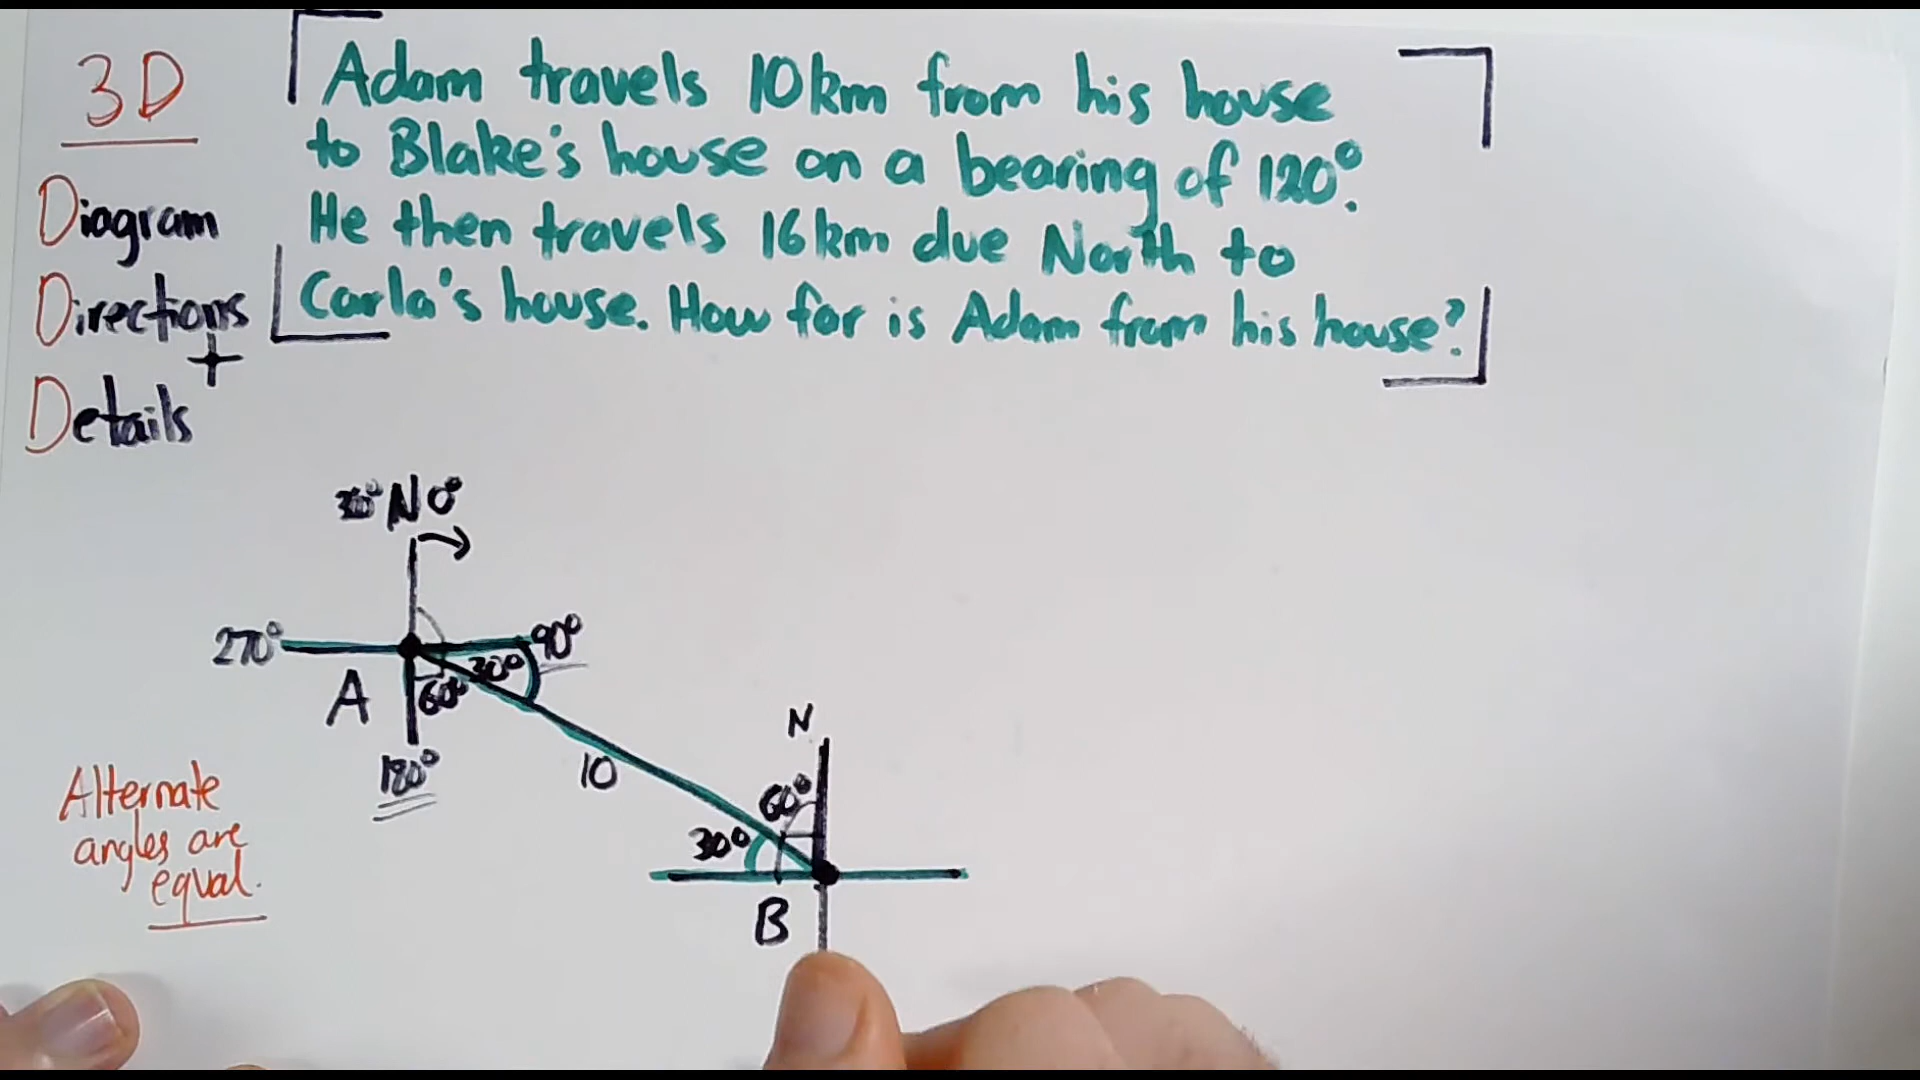 3D
Diagram
Directions
+
Details
Adam travels 10km from his house
to Blake's house on a bearing of 120°.
He then travels 16km due North to
Carla's house. How far is Adam from his house?
N 0°
270°
90°
30°
60°
A
180°
10
N
60°
30°
B
Alternate
angles are
equal.